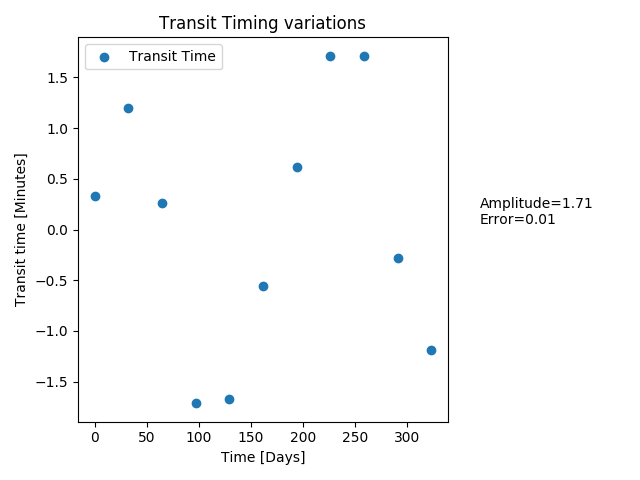 Transit Timing variations
Transit Time
1.5
1.0
0.5
0.0
−0.5
−1.0
−1.5
Transit time [Minutes]
Amplitude=1.71
Error=0.01
0 50 100 150 200 250 300
Time [Days]